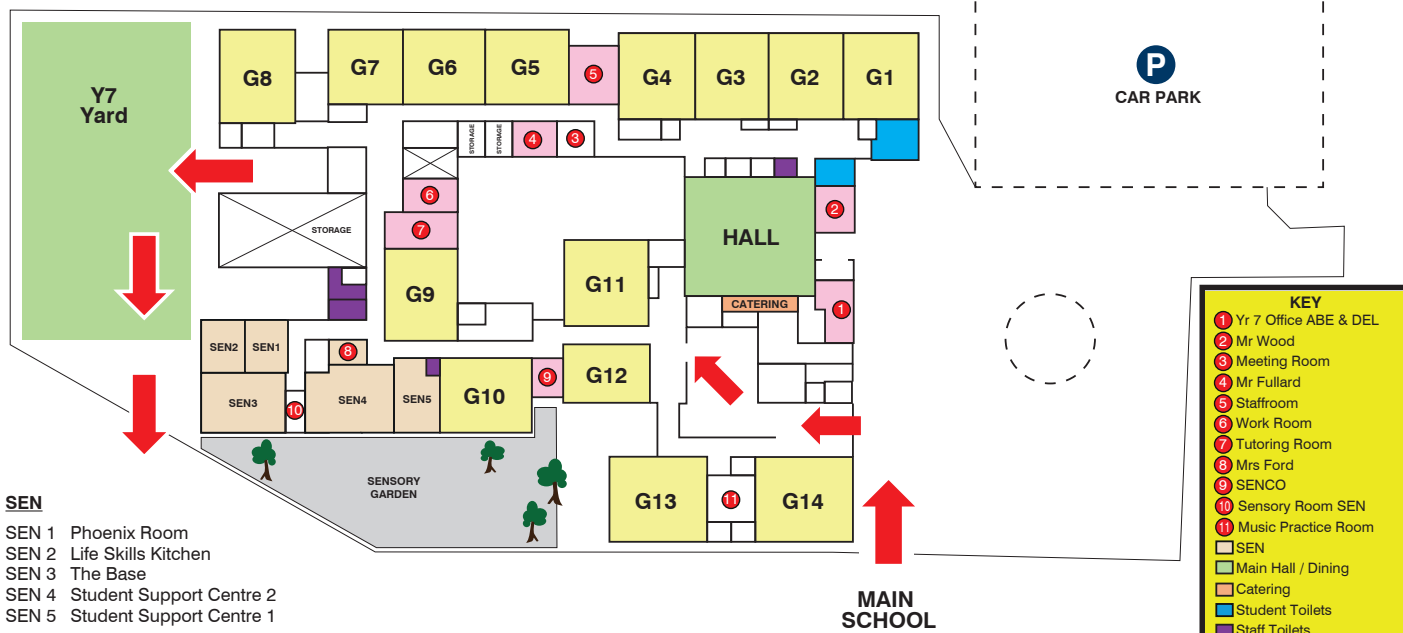 Y7
Yard
G8
G7
G6
G5
5
G4
G3
G2
G1
P
CAR PARK
STORAGE
STORAGE
4
3
6
7
2
STORAGE
HALL
G9
G11
CATERING
1
SEN2
SEN1
8
SEN3
10
SEN4
SEN5
G10
9
G12
SENSORY
GARDEN
G13
11
G14
MAIN
SCHOOL
SEN
SEN 1 Phoenix Room
SEN 2 Life Skills Kitchen
SEN 3 The Base
SEN 4 Student Support Centre 2
SEN 5 Student Support Centre 1
KEY
1 Yr 7 Office ABE & DEL
2 Mr Wood
3 Meeting Room
4 Mr Fullard
5 Staffroom
6 Work Room
7 Tutoring Room
8 Mrs Ford
9 SENCO
10 Sensory Room SEN
11 Music Practice Room
SEN
Main Hall / Dining
Catering
Student Toilets
Staff Toilets